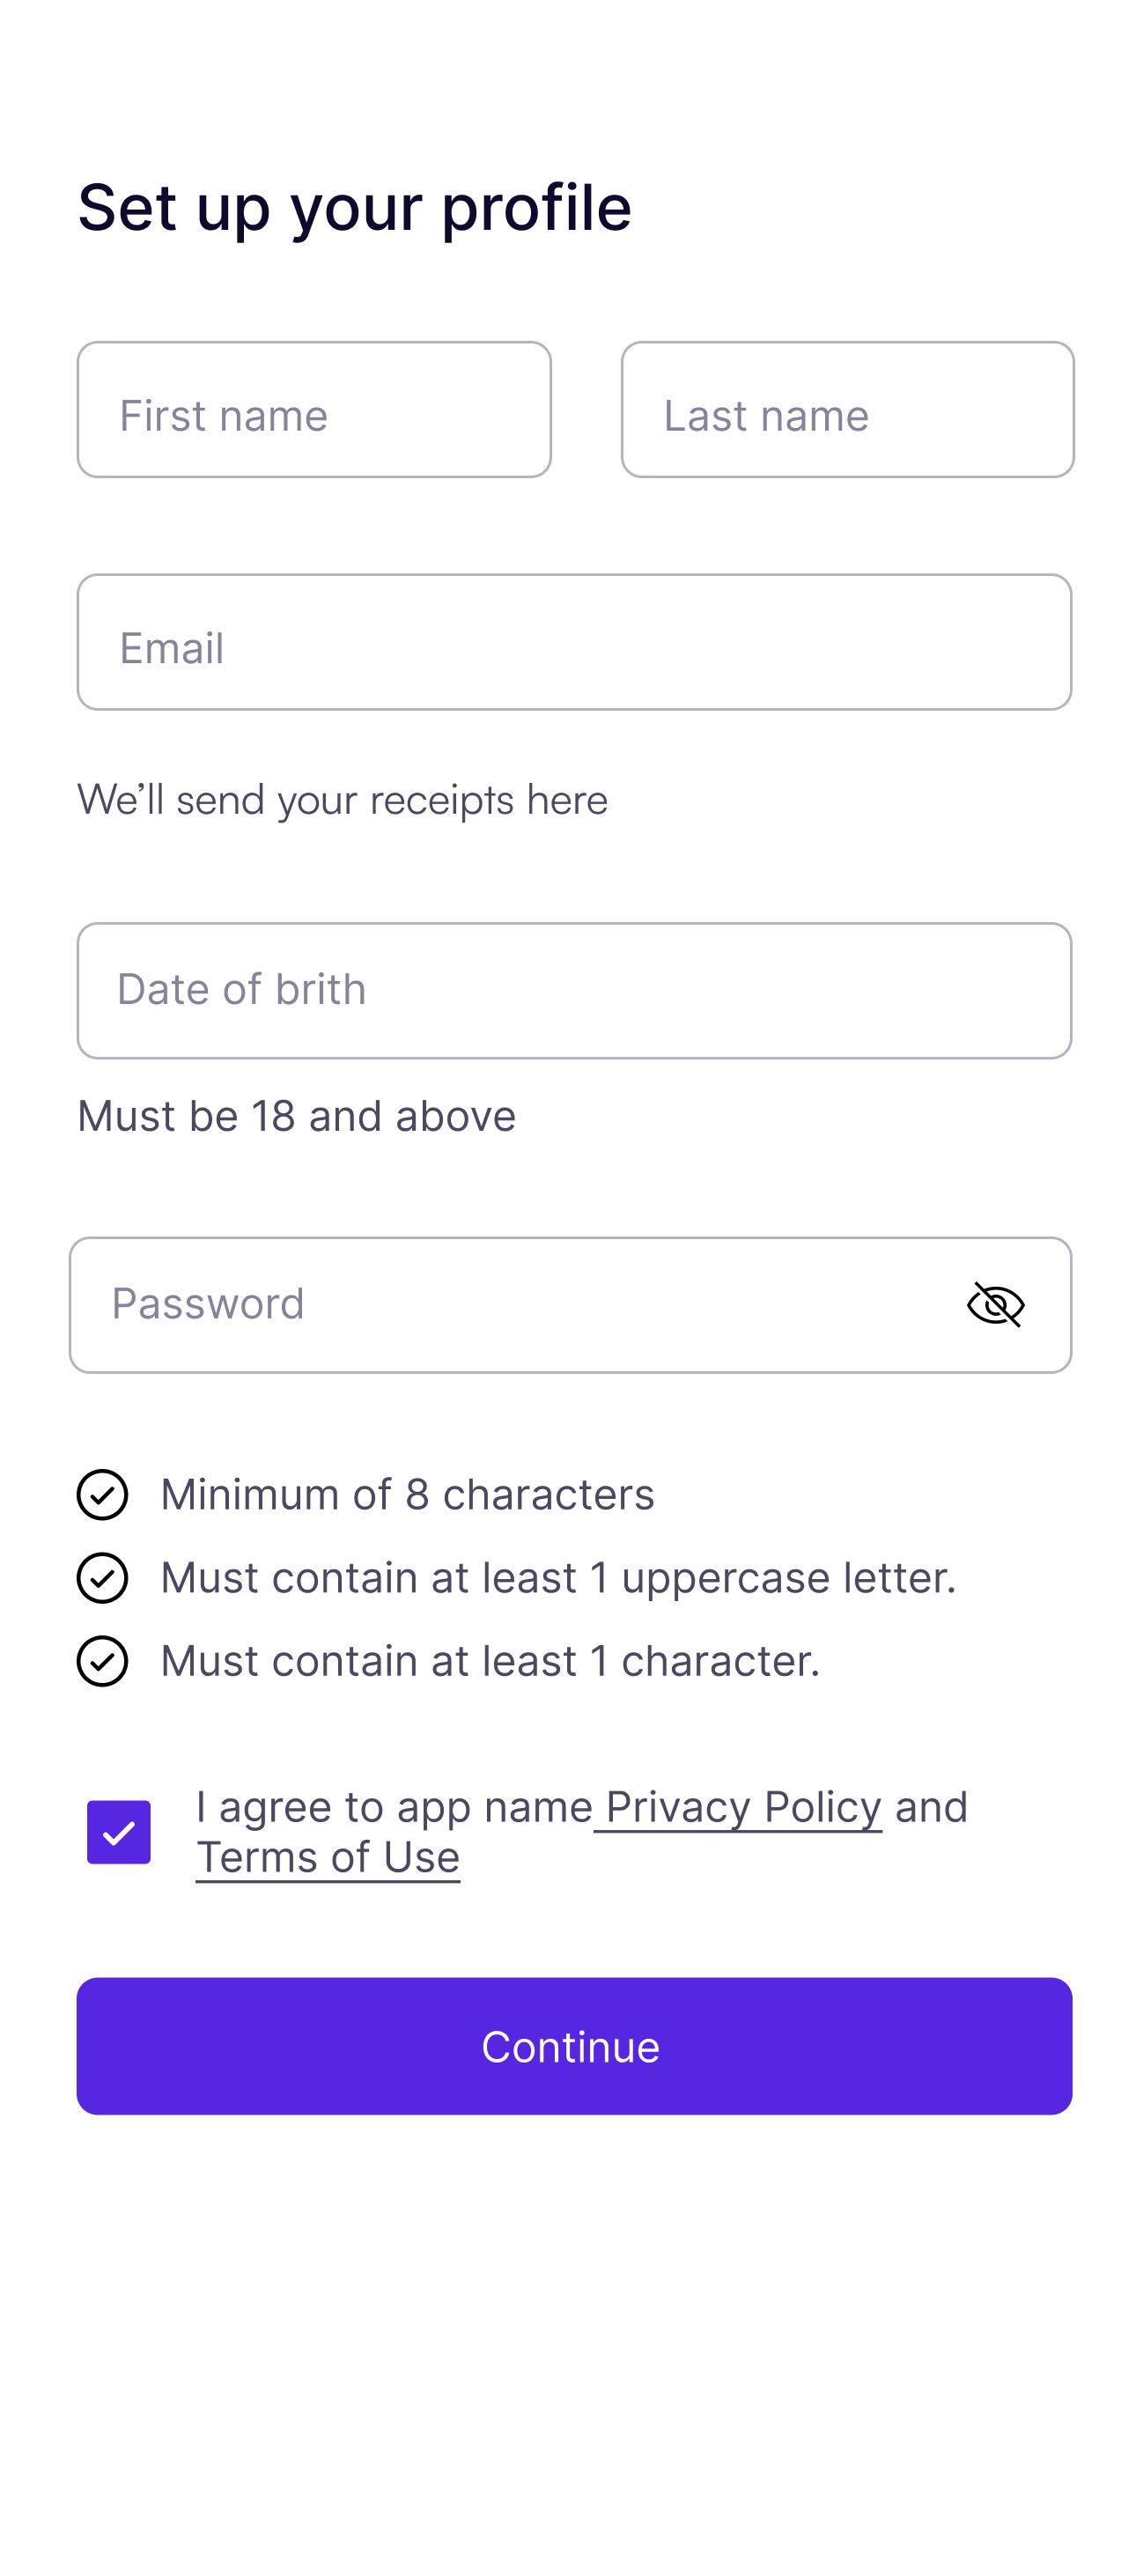 Set up your profile
First name
Last name
Email
We’ll send your receipts here
Date of brith
Must be 18 and above
Password
Minimum of 8 characters
Must contain at least 1 uppercase letter.
Must contain at least 1 character.
I agree to app name Privacy Policy and
Terms of Use
Continue